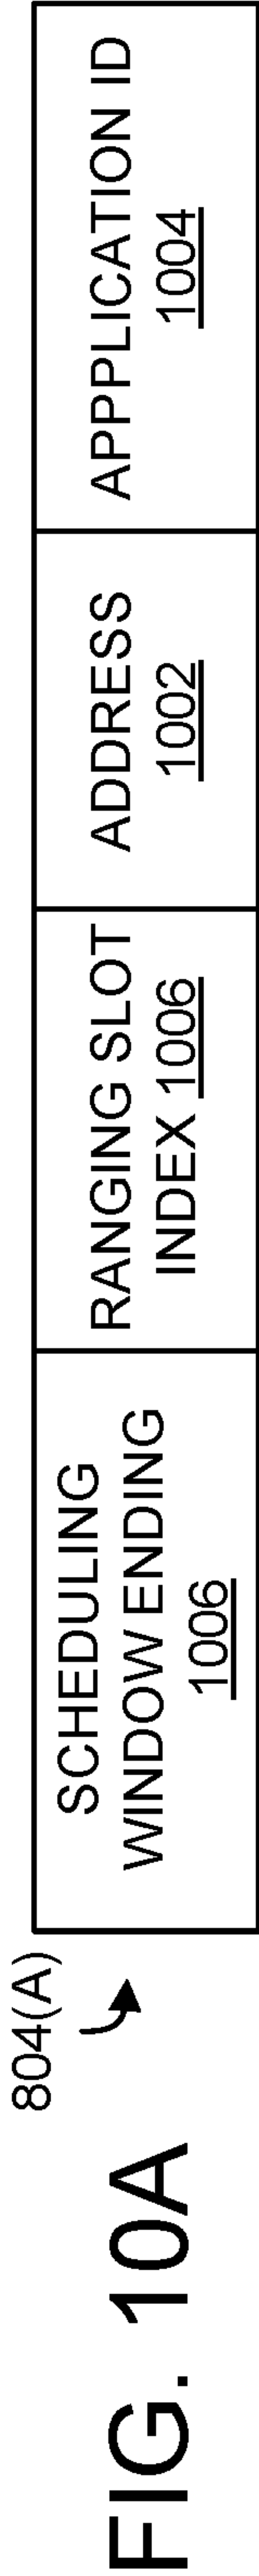 804(A)
SCHEDULING
WINDOW ENDING
1006
RANGING SLOT
INDEX 1006
ADDRESS
1002
APPPLICATION ID
1004
FIG. 10A